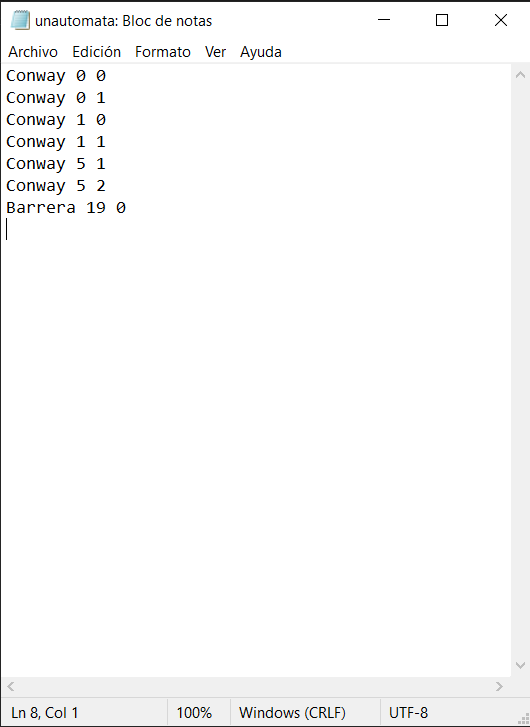 unautomata: Bloc de notas
Archivo Edición Formato Ver Ayuda
Conway 0 0
Conway 0 1
Conway 1 0
Conway 1 1
Conway 5 1
Conway 5 2
Barrera 19 0
Ln 8, Col 1 100% Windows (CRLF) UTF-8